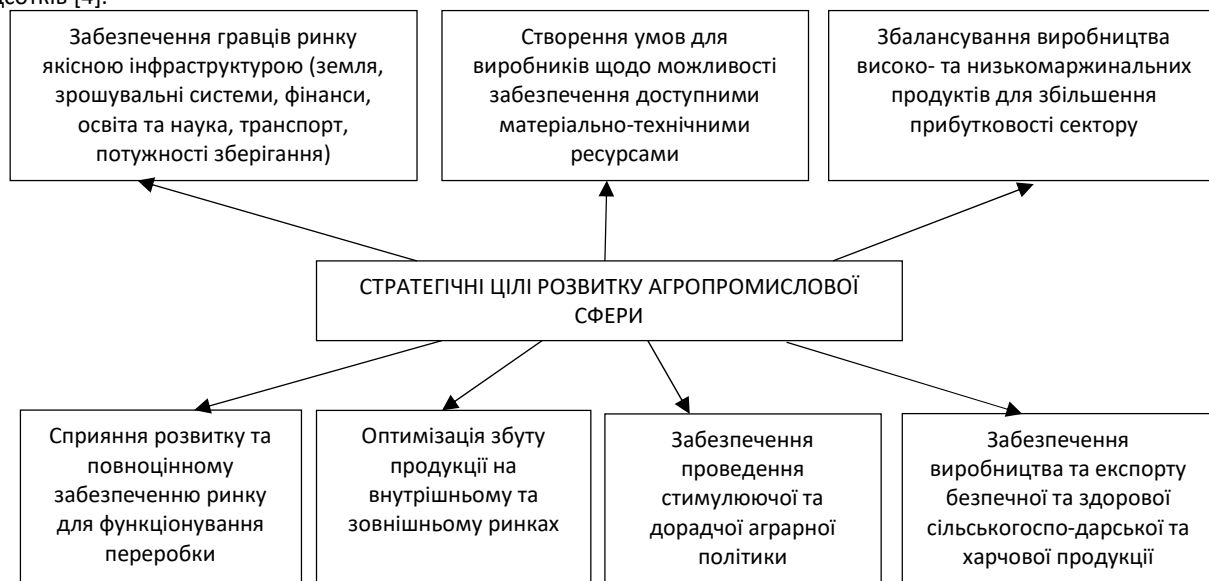 Забезпечення гравців ринку
якісною інфраструктурою (земля,
зрошувальні системи, фінанси,
освіта та наука, транспорт,
потужності зберігання)
Створення умов для
виробників щодо можливості
забезпечення доступними
матеріально-технічними
ресурсами
Збалансування виробництва
високо- та низькомаржинальних
продуктів для збільшення
прибутковості сектору
СТРАТЕГІЧНІ ЦІЛІ РОЗВИТКУ АГРОПРОМИСЛОВОЇ
СФЕРИ
Сприяння розвитку та
повноцінному
забезпеченню ринку
для функціонування
переробки
Оптимізація збуту
продукції на
внутрішньому та
зовнішньому ринках
Забезпечення
проведення
стимулюючої та
дорадчої аграрної
політики
Забезпечення
виробництва та експорту
безпечної та здорової
сільськогоспо-дарської та
харчової продукції